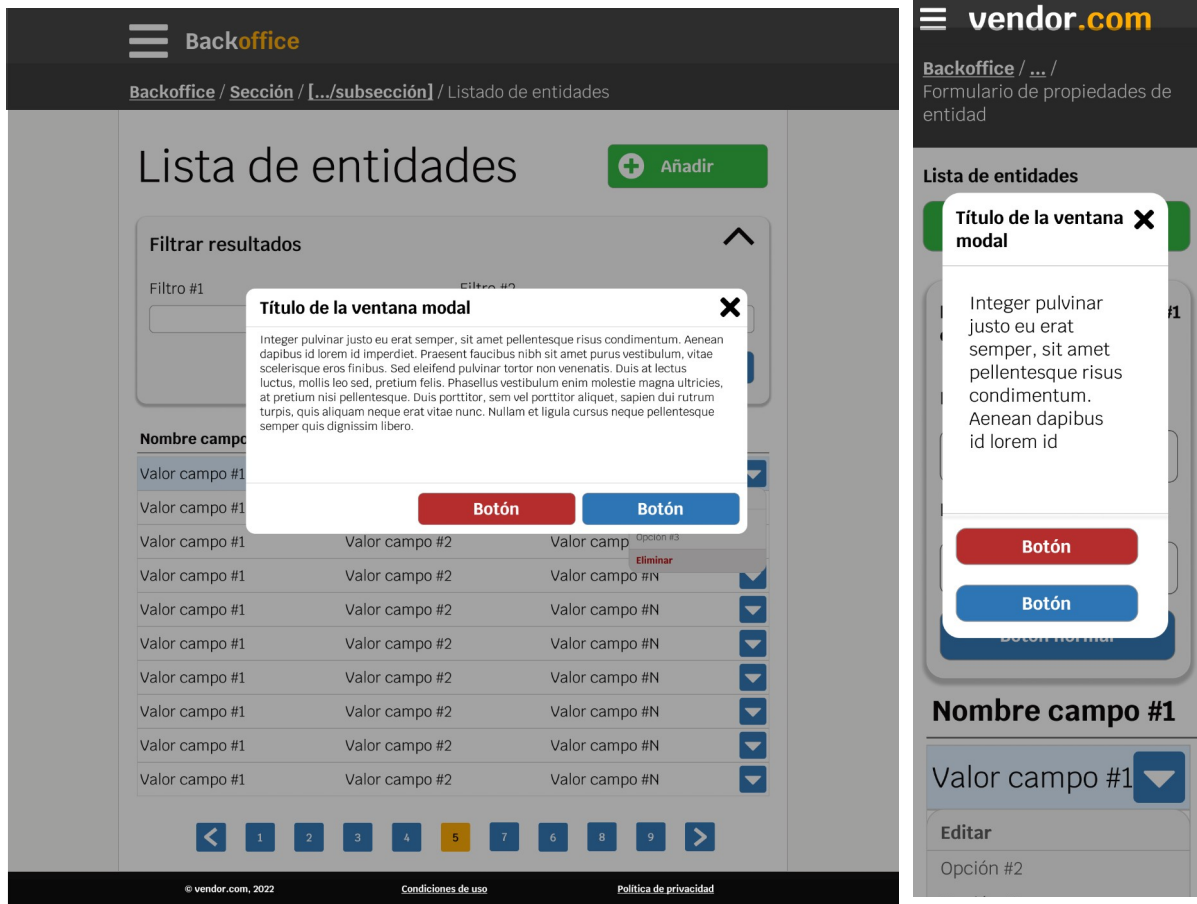 Backoffice
Backoffice / Sección / [.../subsección] / Listado de entidades
Lista de entidades
Añadir
Filtrar resultados
Filtro #1 Filtro #2
Título de la ventana modal
Integer pulvinar justo eu erat semper, sit amet pellentesque risus condimentum. Aenean
dapibus id lorem id imperdiet. Praesent faucibus nibh sit amet purus vestibulum, vitae
scelerisque eros finibus. Sed eleifend pulvinar tortor non venenatis. Duis at lectus
luctus, mollis leo sed, pretium felis. Phasellus vestibulum enim molestie magna ultricies,
at pretium nisi pellentesque. Duis porttitor, sem vel porttitor aliquet, sapien dui rutrum
turpis, quis aliquam neque erat vitae nunc. Nullam et ligula cursus neque pellentesque
semper quis dignissim libero.
Botón Botón
Nombre campo
Valor campo #1
Valor campo #1
Valor campo #1 Valor campo #2 Valor camp
Opción #3
Eliminar
Valor campo #1 Valor campo #2 Valor campo #N
Valor campo #1 Valor campo #2 Valor campo #N
Valor campo #1 Valor campo #2 Valor campo #N
Valor campo #1 Valor campo #2 Valor campo #N
Valor campo #1 Valor campo #2 Valor campo #N
Valor campo #1 Valor campo #2 Valor campo #N
Valor campo #1 Valor campo #2 Valor campo #N
1 2 3 4 5 7 6 8 9
© vendor.com, 2022 Condiciones de uso Política de privacidad
vendor.com
Backoffice / ... /
Formulario de propiedades de
entidad
Lista de entidades
Título de la ventana
modal
Integer pulvinar
justo eu erat
semper, sit amet
pellentesque risus
condimentum.
Aenean dapibus
id lorem id
Botón
Botón
#1
Botón normal
Nombre campo #1
Valor campo #1
Editar
Opción #2